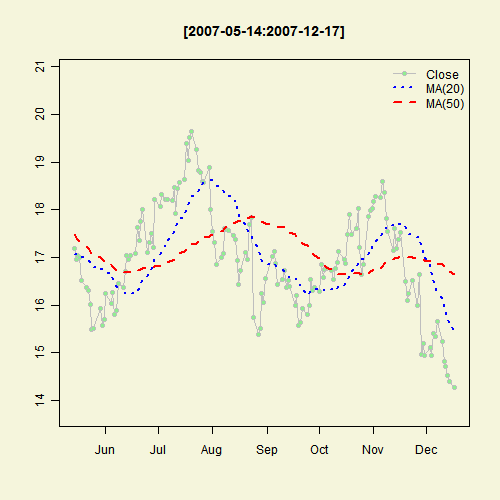 [2007-05-14:2007-12-17]
21
20
19
18
17
16
15
14
Close
MA(20)
MA(50)
Jun Jul Aug Sep Oct Nov Dec